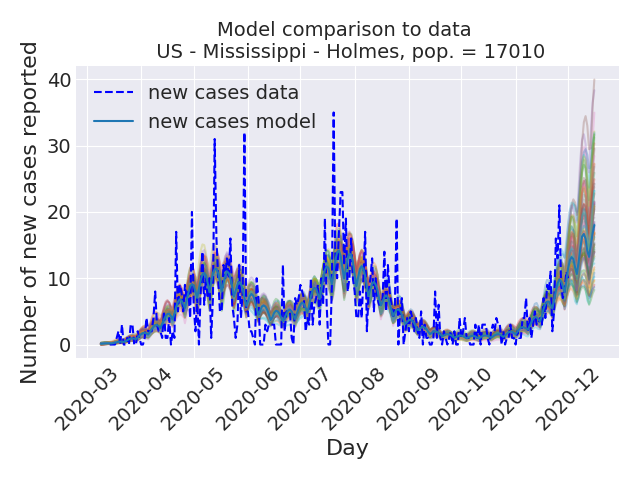 Model comparison to data
US - Mississippi - Holmes, pop. = 17010
Number of new cases reported
40
30
20
10
0
new cases data
new cases model
2020-03
2020-04
2020-05
2020-06
2020-07
2020-08
2020-09
2020-10
2020-11
2020-12
Day